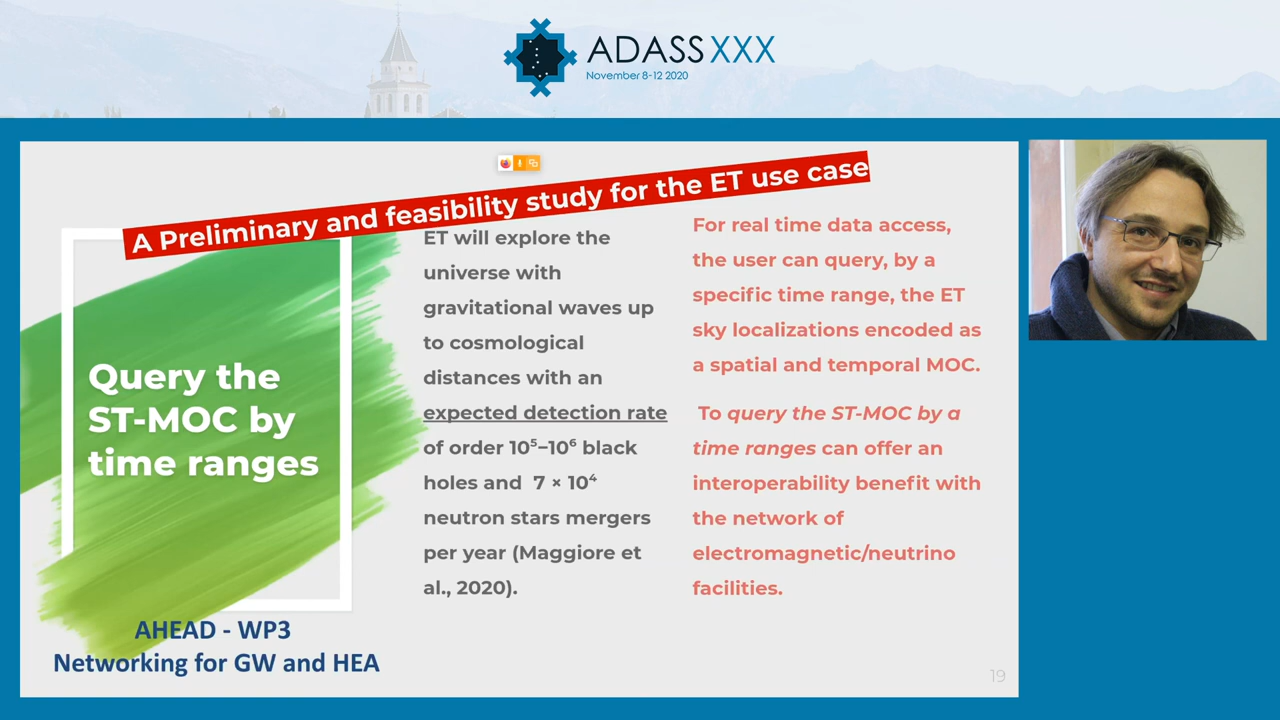 ADASS XXX
November 8-12 2020
A Preliminary and feasibility study for the ET use case
Query the
ST-MOC by
time ranges
AHEAD - WP3
Networking for GW and HEA
ET will explore the
universe with
gravitational waves up
to cosmological
distances with an
expected detection rate
of order 10⁵–10⁶ black
holes and 7 × 10⁴
neutron stars mergers
per year (Maggiore et
al., 2020).
For real time data access,
the user can query, by a
specific time range, the ET
sky localizations encoded as
a spatial and temporal MOC.
To query the ST-MOC by a
time ranges can offer an
interoperability benefit with
the network of
electromagnetic/neutrino
facilities.
19